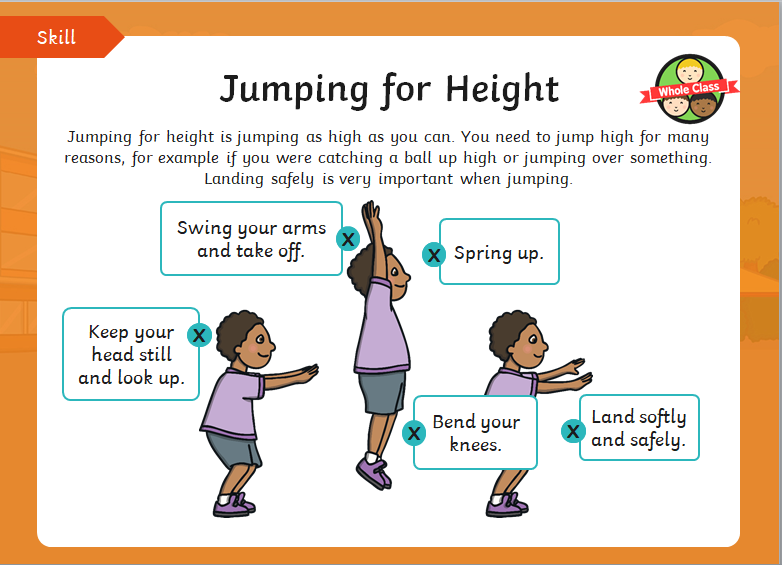 Skill
Jumping for Height
Whole Class
Jumping for height is jumping as high as you can. You need to jump high for many
reasons, for example if you were catching a ball up high or jumping over something.
Landing safely is very important when jumping.
Swing your arms
and take off.
X
X
Spring up.
Keep your
head still
and look up.
X
X
Bend your
knees.
X
Land softly
and safely.